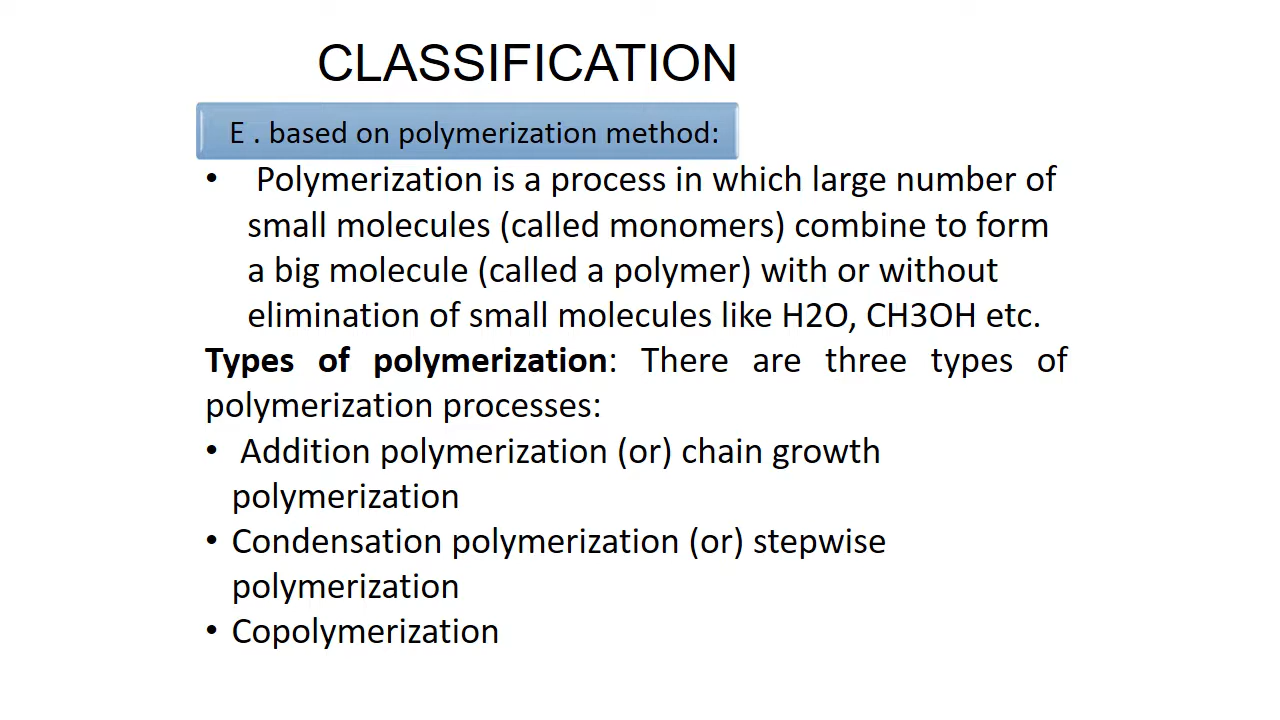 CLASSIFICATION
E . based on polymerization method:
• Polymerization is a process in which large number of
small molecules (called monomers) combine to form
a big molecule (called a polymer) with or without
elimination of small molecules like H2O, CH3OH etc.
Types of polymerization: There are three types of
polymerization processes:
• Addition polymerization (or) chain growth
polymerization
• Condensation polymerization (or) stepwise
polymerization
• Copolymerization